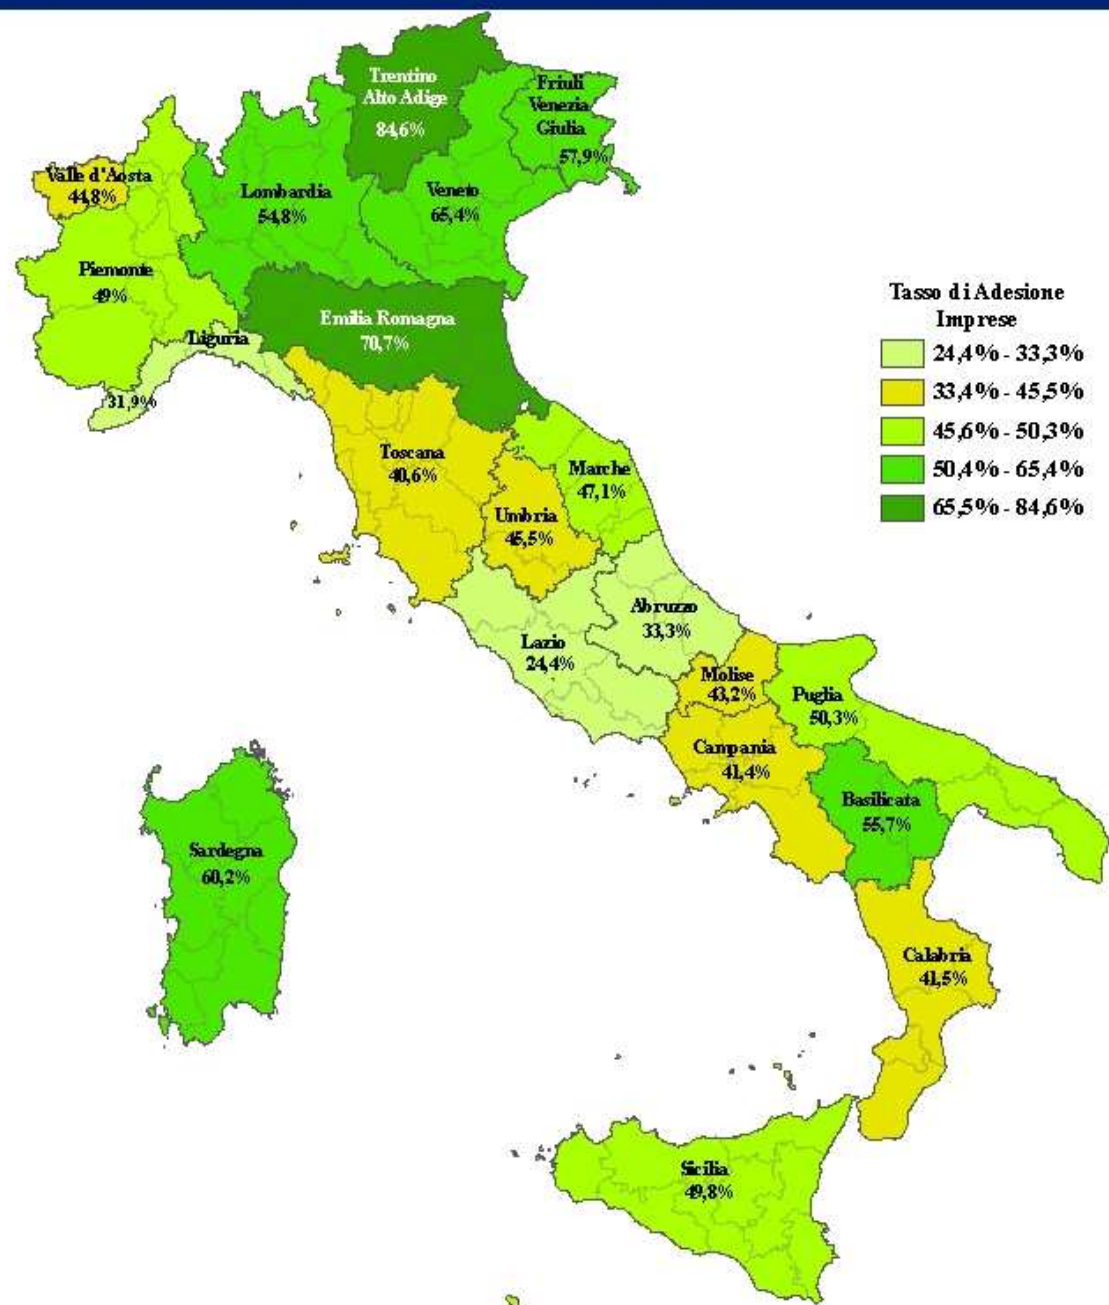 Trentino
Alto Adige
84,6%
Friuli
Venezia
Giulia
57,9%
Valle d'Aosta
44,8%
Lombardia
54,8%
Veneto
65,4%
Piemonte
49%
Emilia Romagna
70,7%
Liguria
31,9%
Tasso di Adesione
Imprese
24,4% - 33,3%
33,4% - 45,5%
45,6% - 50,3%
50,4% - 65,4%
65,5% - 84,6%
Toscana
40,6%
Marche
47,1%
Umbria
45,5%
Abruzzo
33,3%
Lazio
24,4%
Molise
43,2%
Puglia
50,3%
Campania
41,4%
Basilicata
55,7%
Sardegna
60,2%
Calabria
41,5%
Sicilia
49,8%